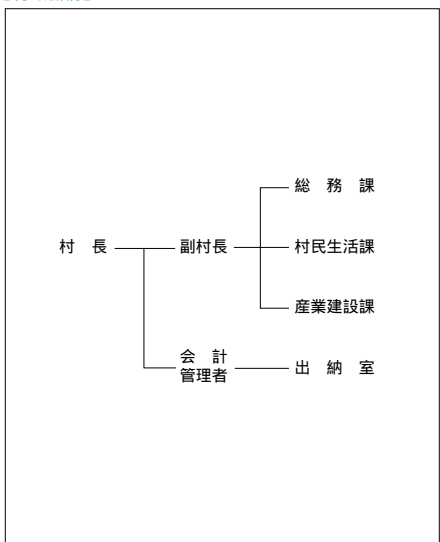 総 務 課
村 長
副村長
村民生活課
産業建設課
会 計
管理者
出 納 室